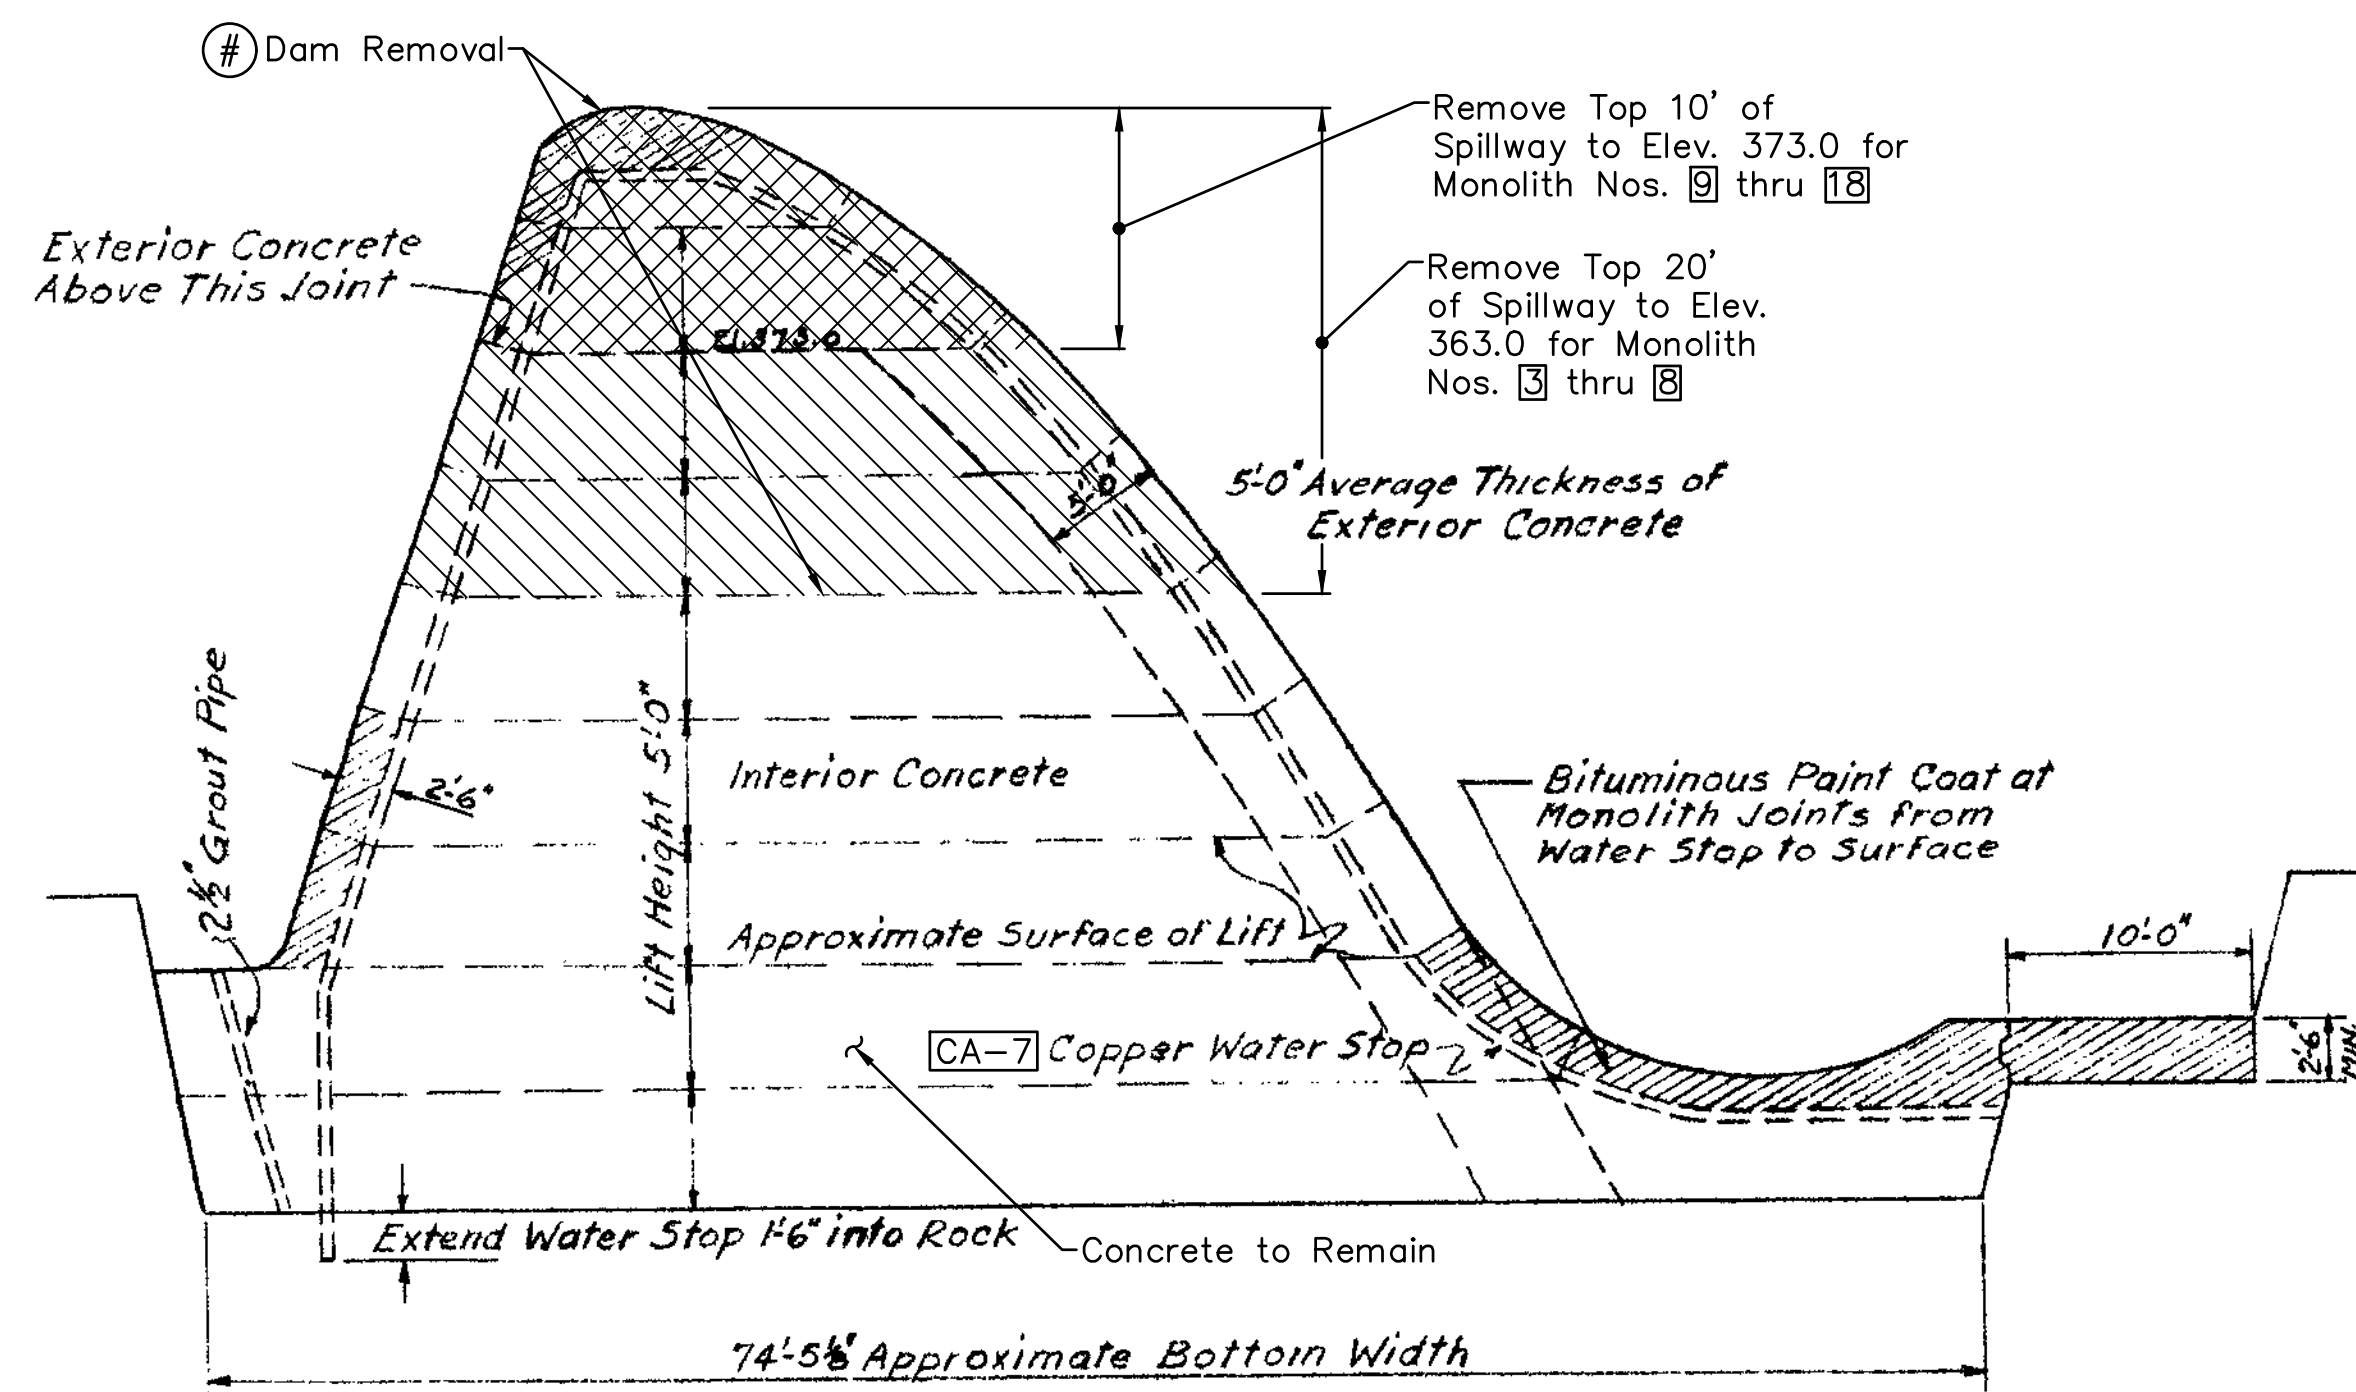 # Dam Removal
Remove Top 10' of
Spillway to Elev. 373.0 for
Monolith Nos. 9 thru 18
Exterior Concrete
Above This Joint
Remove Top 20'
of Spillway to Elev.
363.0 for Monolith
Nos. 3 thru 8
El. 373.0
5'-0"
5'-0" Average Thickness of
Exterior Concrete
2½" Grout Pipe
Lift Height 5'-0"
2'-6"
Interior Concrete
Bituminous Paint Coat at
Monolith Joints from
Water Stop to Surface
Approximate Surface of Lift
10'-0"
CA-7 Copper Water Stop
2'-6"
MIN.
Extend Water Stop 1'-6" into Rock
Concrete to Remain
Approximate Bottom Width